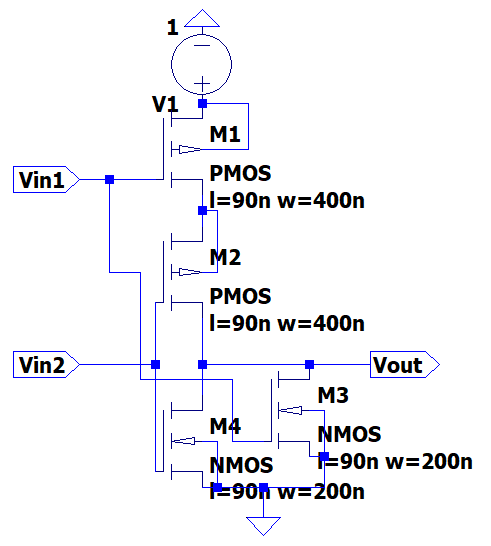 1
V1
M1
Vin1
PMOS
l=90n w=400n
M2
PMOS
l=90n w=400n
Vin2
Vout
M3
M4
NMOS
l=90n w=200n
NMOS
l=90n w=200n